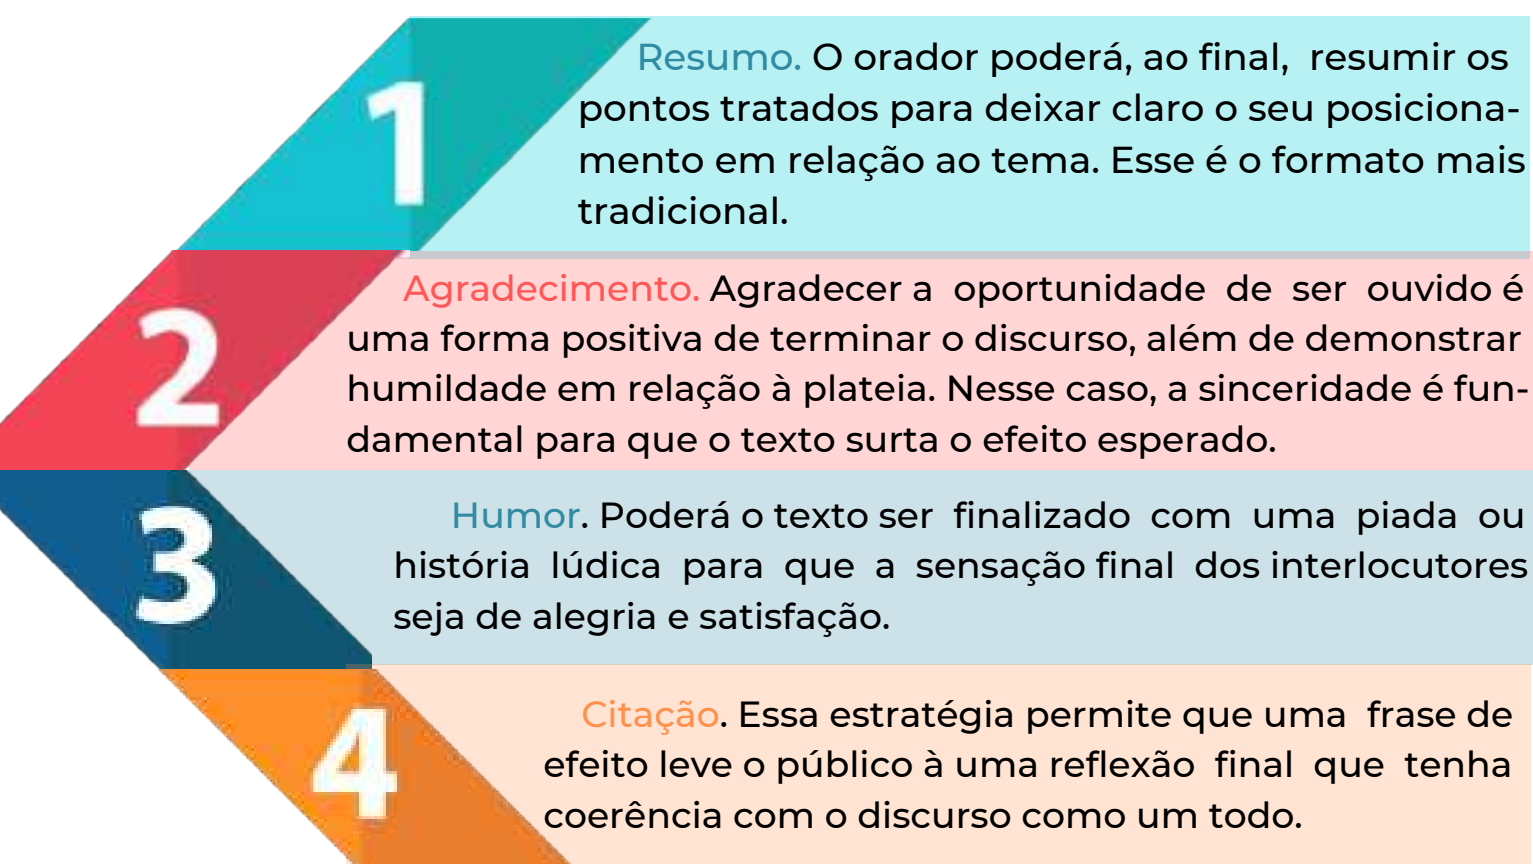 1
Resumo. O orador poderá, ao final, resumir os
pontos tratados para deixar claro o seu posiciona-
mento em relação ao tema. Esse é o formato mais
tradicional.
2
Agradecimento. Agradecer a oportunidade de ser ouvido é
uma forma positiva de terminar o discurso, além de demonstrar
humildade em relação à plateia. Nesse caso, a sinceridade é fun-
damental para que o texto surta o efeito esperado.
3
Humor. Poderá o texto ser finalizado com uma piada ou
história lúdica para que a sensação final dos interlocutores
seja de alegria e satisfação.
4
Citação. Essa estratégia permite que uma frase de
efeito leve o público à uma reflexão final que tenha
coerência com o discurso como um todo.